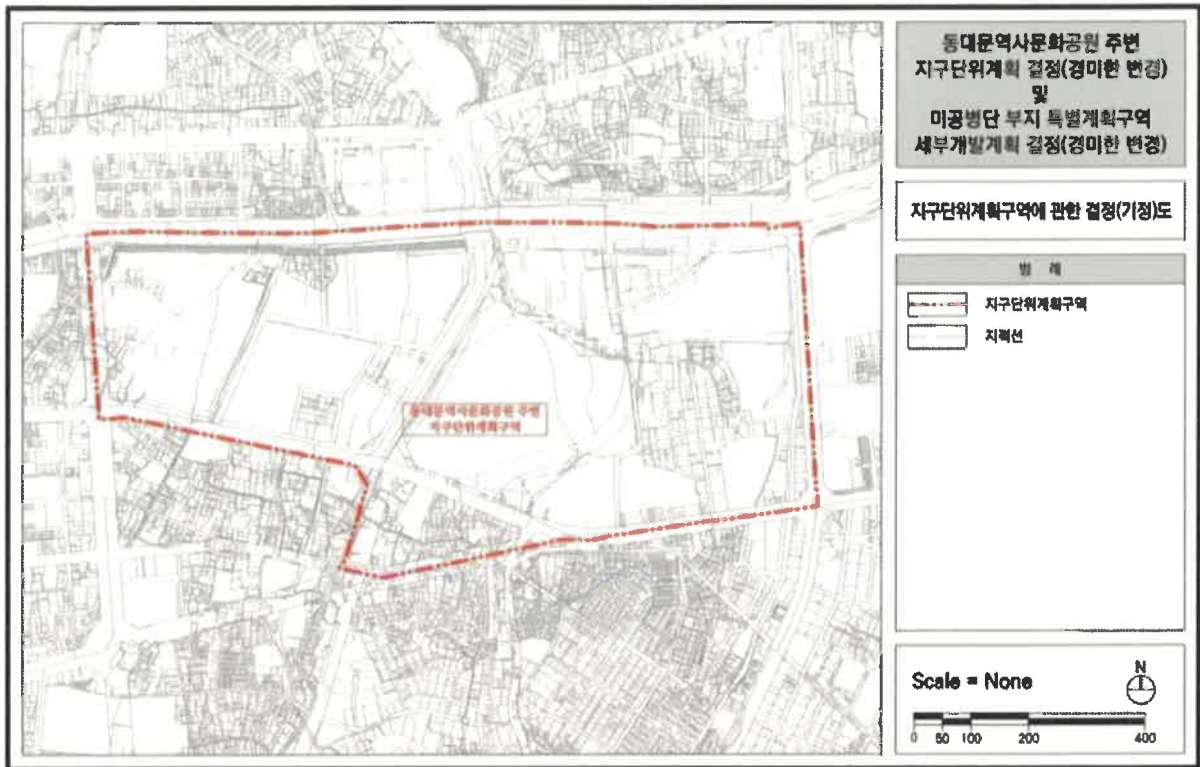 동대문역사문화공원 주변
지구단위계획 결정(경미한 변경)
및
미공병단 부지 특별계획구역
세부개발계획 결정(경미한 변경)
지구단위계획구역에 관한 결정(기정)도
범 례
지구단위계획구역
지적선
동대문역사문화공원 주변
지구단위계획구역
Scale = None
N
0 50 100 200 400